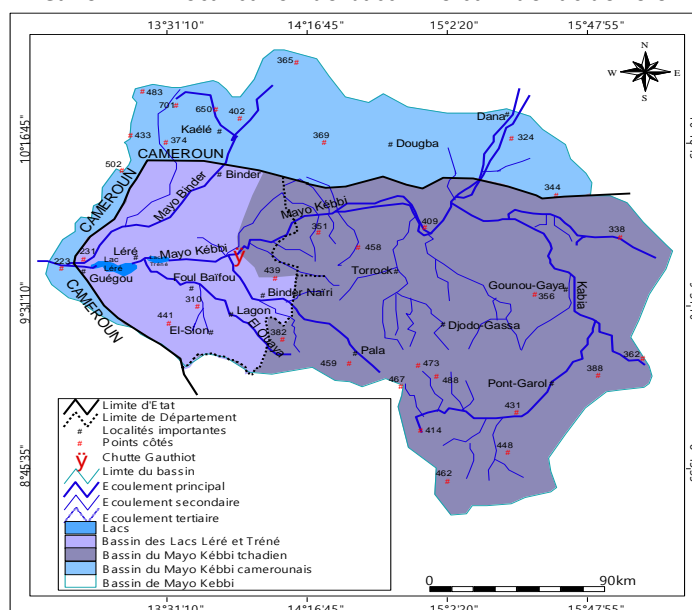 13°31'10" 14°16'45" 15°2'20" 15°47'55"
N
W E
S
10°16'45"
9°31'10"
8°45'35"
365
483
701
650
402
Kaélé
433
374
369
Dougba
Dana
324
502
CAMEROUN
CAMEROUN
CAMEROUN
Binder
Mayo Binder
344
Mayo Kébbi
351
409
338
458
231
223
Léré
Lac
Léré
Mayo Kébbi
Guégou
Foul Baïfou
439
Torrock
Gounou-Gaya
356
Kabia
Binder Naïri
310
Lagon
441
El-Sion
El Ouaya
382
Djodo-Gassa
459
Pala
473
488
467
Pont-Garol
388
362
431
414
448
462
Limite d'Etat
Limite de Département
Localités importantes
Points côtés
ÿ Chutte Gauthiot
Limte du bassin
Ecoulement principal
Ecoulement secondaire
Ecoulement tertiaire
Lacs
Bassin des Lacs Léré et Tréné
Bassin du Mayo Kébbi tchadien
Bassin du Mayo Kébbi camerounais
Bassin de Mayo Kebbi
0 90km
13°31'10" 14°16'45" 15°2'20" 15°47'55"